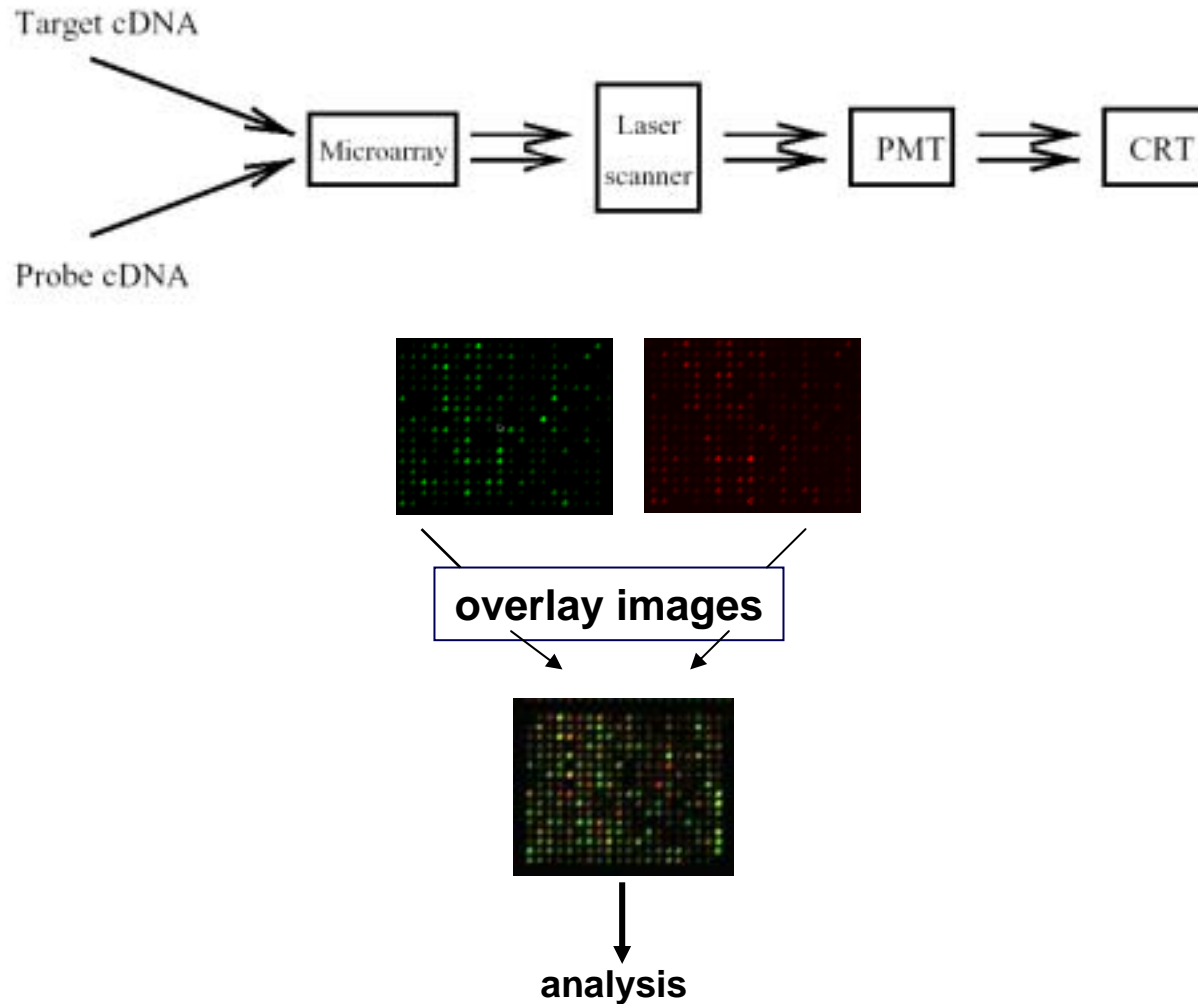 Target cDNA
Microarray
Laser
scanner
PMT
CRT
Probe cDNA
overlay images
analysis